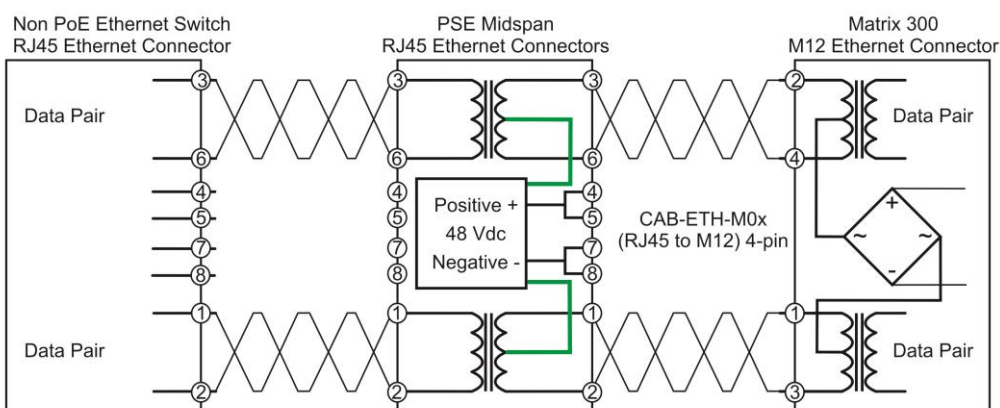 Non PoE Ethernet Switch
RJ45 Ethernet Connector
PSE Midspan
RJ45 Ethernet Connectors
Matrix 300
M12 Ethernet Connector
3
3
3
2
Data Pair
Data Pair
6
6
6
4
4
4
4
5
5
5
7
7
7
8
8
8
Positive +
48 Vdc
Negative -
CAB-ETH-M0x
(RJ45 to M12) 4-pin
+
~
~
-
1
1
1
1
Data Pair
Data Pair
2
2
2
3